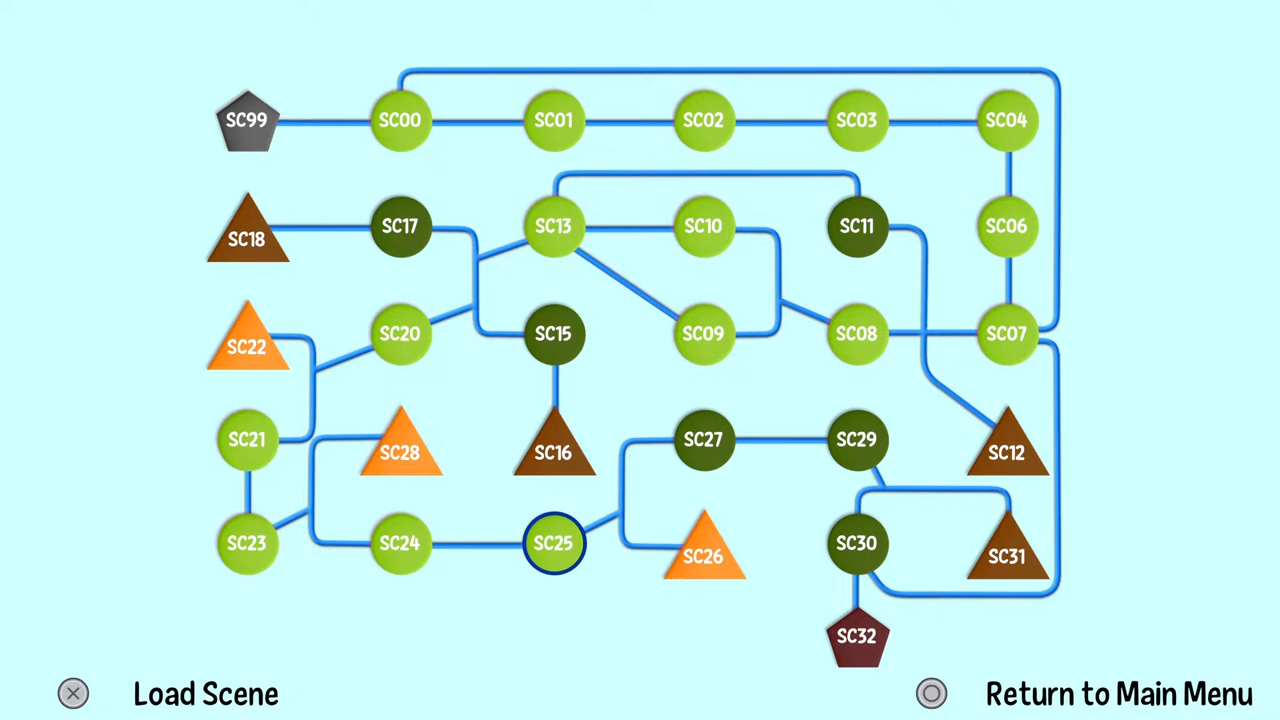 SC99 SC00 SC01 SC02 SC03 SC04
SC18 SC17 SC13 SC10 SC11 SC06
SC22 SC20 SC15 SC09 SC08 SC07
SC21 SC28 SC16 SC27 SC29 SC12
SC23 SC24 SC25 SC26 SC30 SC31
SC32
Load Scene Return to Main Menu